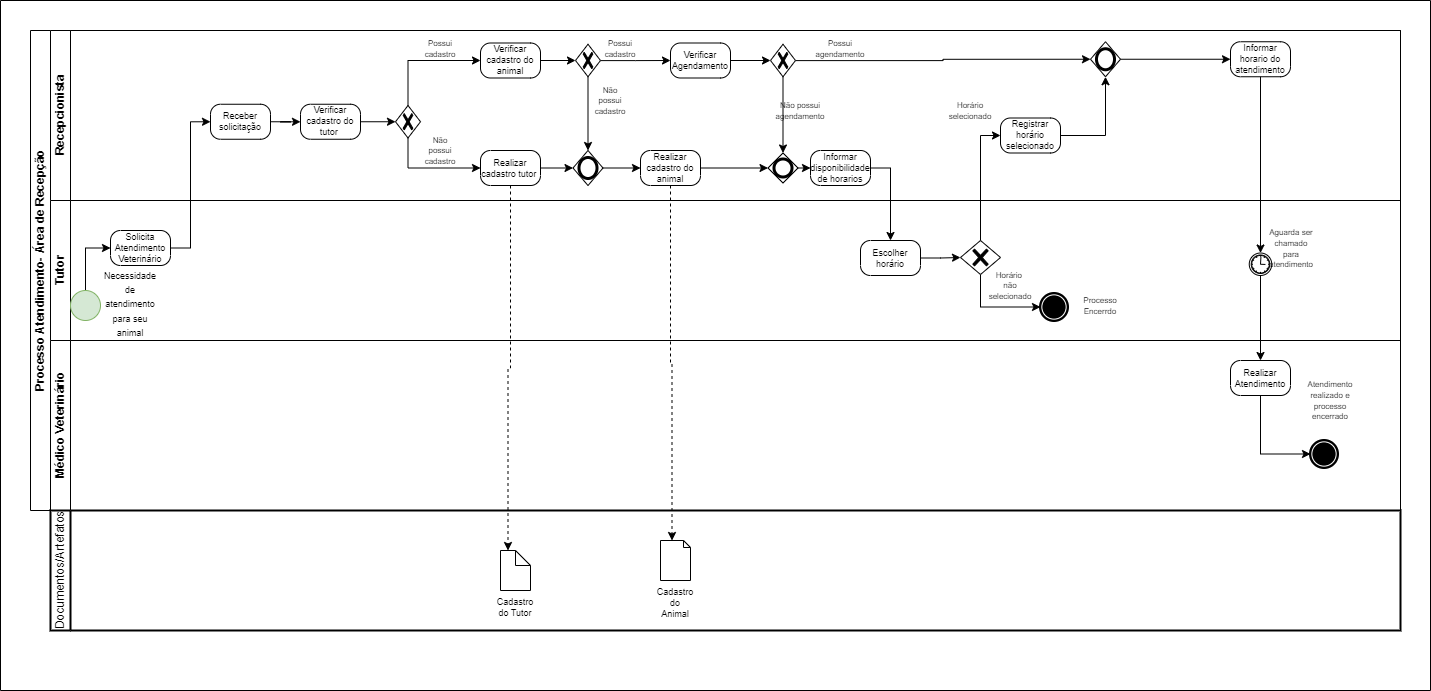 Processo Atendimento- Área de Recepção
Recepcionista
Possui
cadastro
Verificar
cadastro do
animal
Possui
cadastro
Verificar
Agendamento
Possui
agendamento
Informar
horario do
atendimento
Receber
solicitação
Verificar
cadastro do
tutor
Não
possui
cadastro
Não possui
agendamento
Horário
selecionado
Registrar
horário
selecionado
Não
possui
cadastro
Realizar
cadastro tutor
Realizar
cadastro do
animal
Informar
disponibilidade
de horarios
Tutor
Solicita
Atendimento
Veterinário
Necessidade
de
atendimento
para seu
animal
Escolher
horário
Horário
não
selecionado
Processo
Encerrdo
Aguarda ser
chamado
para
atendimento
Médico Veterinário
Realizar
Atendimento
Atendimento
realizado e
processo
encerrado
Documentos/Artefatos
Cadastro
do Tutor
Cadastro
do
Animal